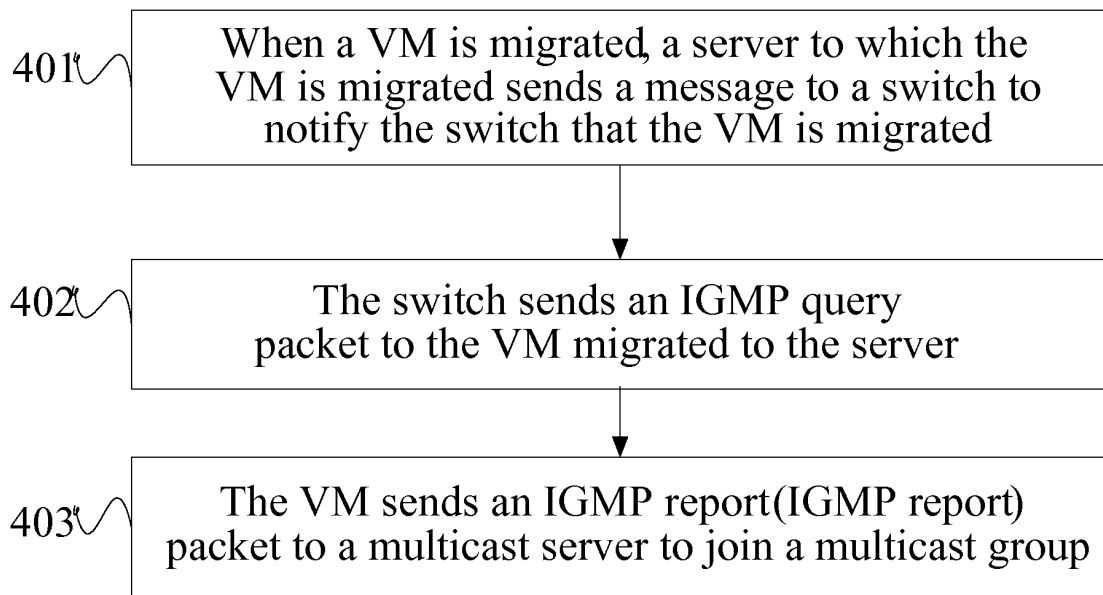 401
When a VM is migrated, a server to which the
VM is migrated sends a message to a switch to
notify the switch that the VM is migrated
402
The switch sends an IGMP query
packet to the VM migrated to the server
403
The VM sends an IGMP report(IGMP report)
packet to a multicast server to join a multicast group